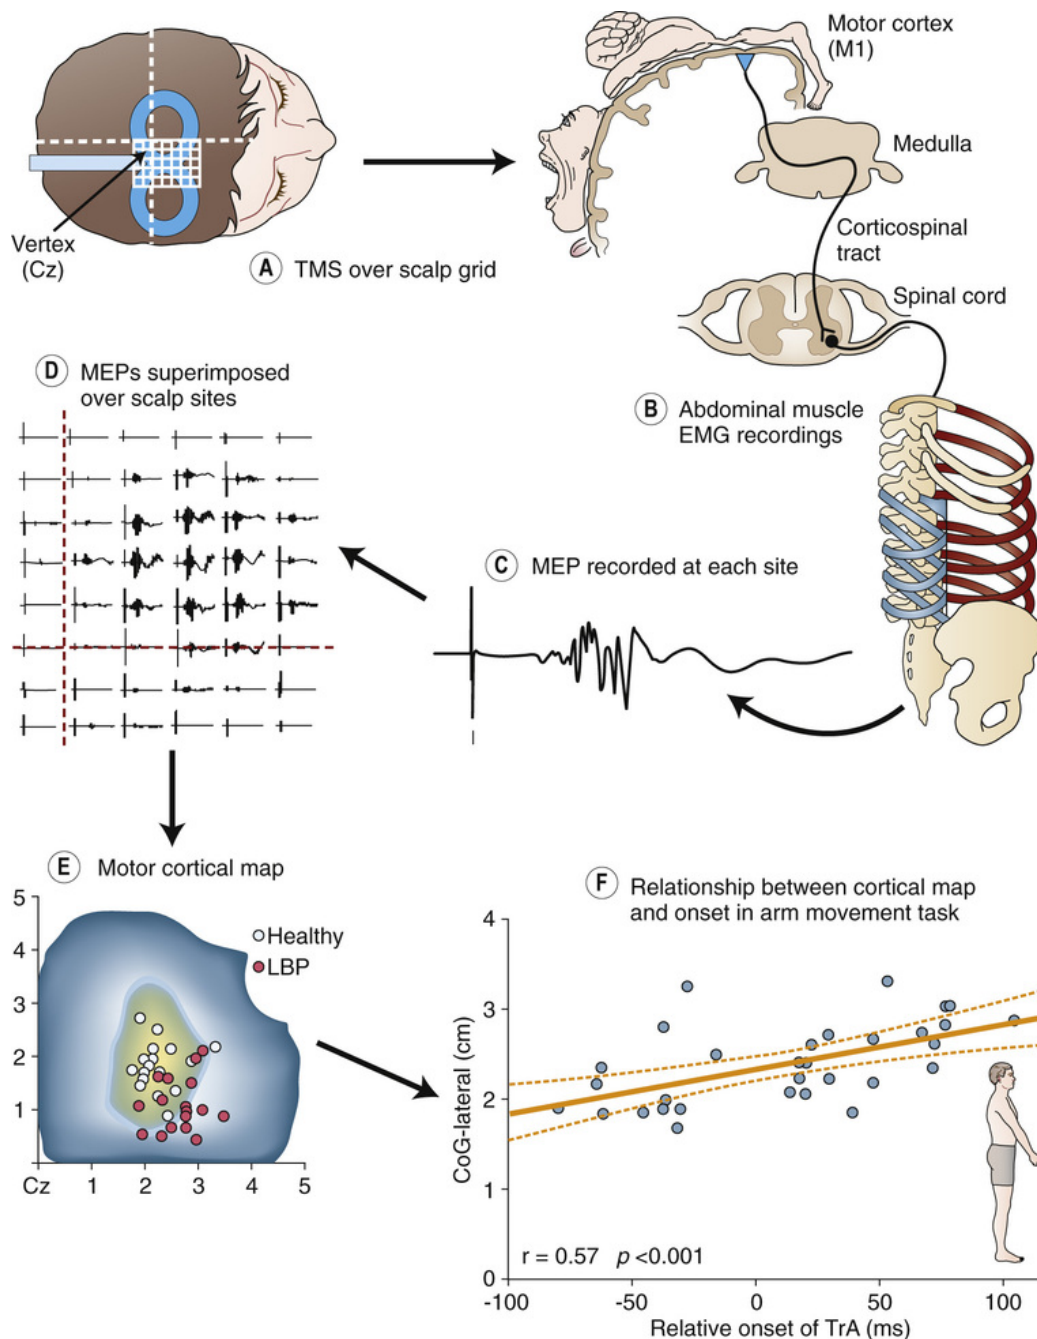 Motor cortex
(M1)
Medulla
Corticospinal
tract
Spinal cord
Vertex
(Cz)
A TMS over scalp grid
B Abdominal muscle
EMG recordings
C MEP recorded at each site
D MEPs superimposed
over scalp sites
E Motor cortical map
5
4
3
2
1
Healthy
LBP
Cz 1 2 3 4 5
F Relationship between cortical map
and onset in arm movement task
CoG-lateral (cm)
4
3
2
1
0
r = 0.57 p <0.001
-100 -50 0 50 100
Relative onset of TrA (ms)